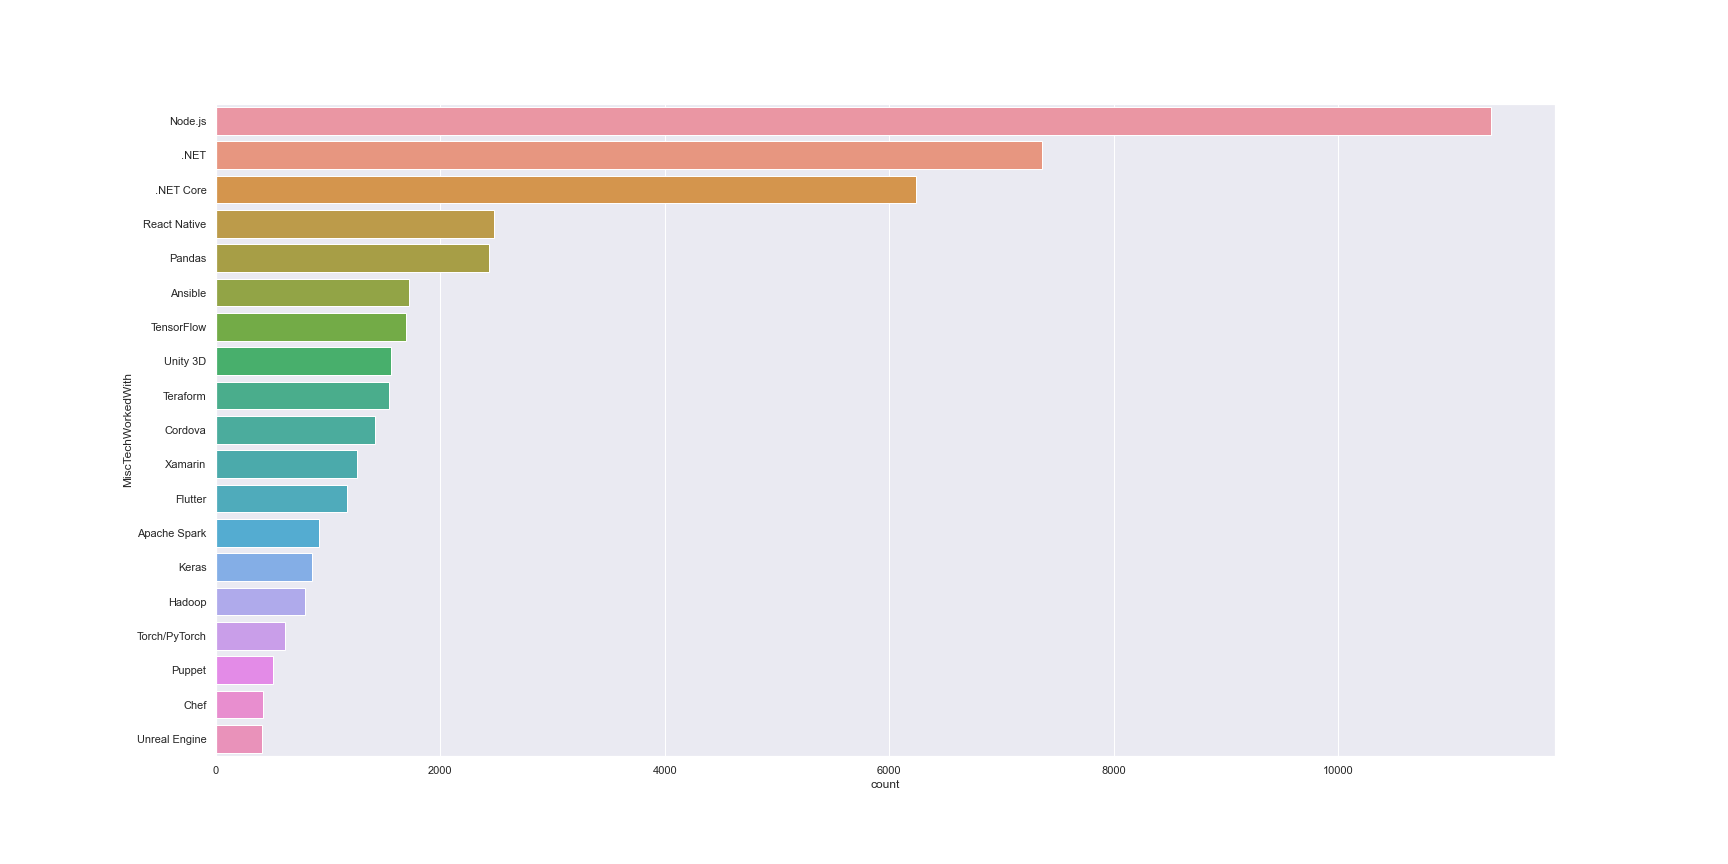 Node.js
.NET
.NET Core
React Native
Pandas
Ansible
TensorFlow
Unity 3D
Teraform
Cordova
Xamarin
Flutter
Apache Spark
Keras
Hadoop
Torch/PyTorch
Puppet
Chef
Unreal Engine
MiscTechWorkedWith
0 2000 4000 6000 8000 10000
count